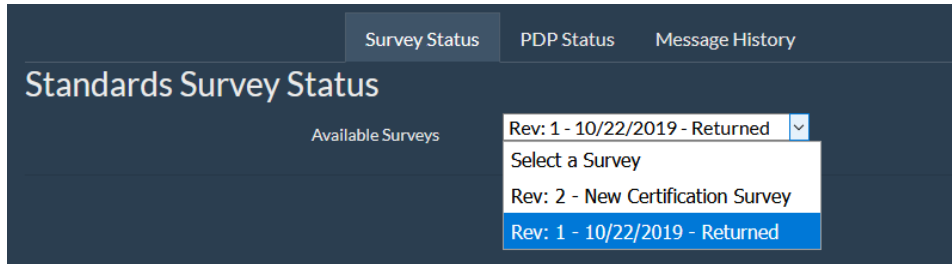 Survey Status PDP Status Message History
Standards Survey Status
Available Surveys Rev: 1 - 10/22/2019 - Returned
Select a Survey
Rev: 2 - New Certification Survey
Rev: 1 - 10/22/2019 - Returned